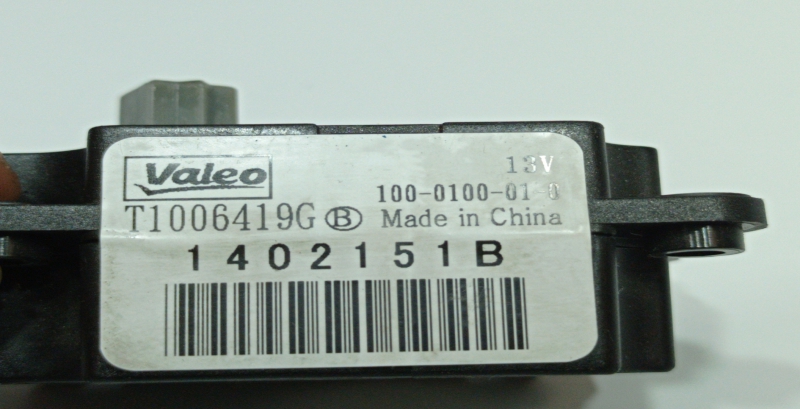 Valeo
13V
100-0100-01-0
T1006419G Ⓑ Made in China
1402151B